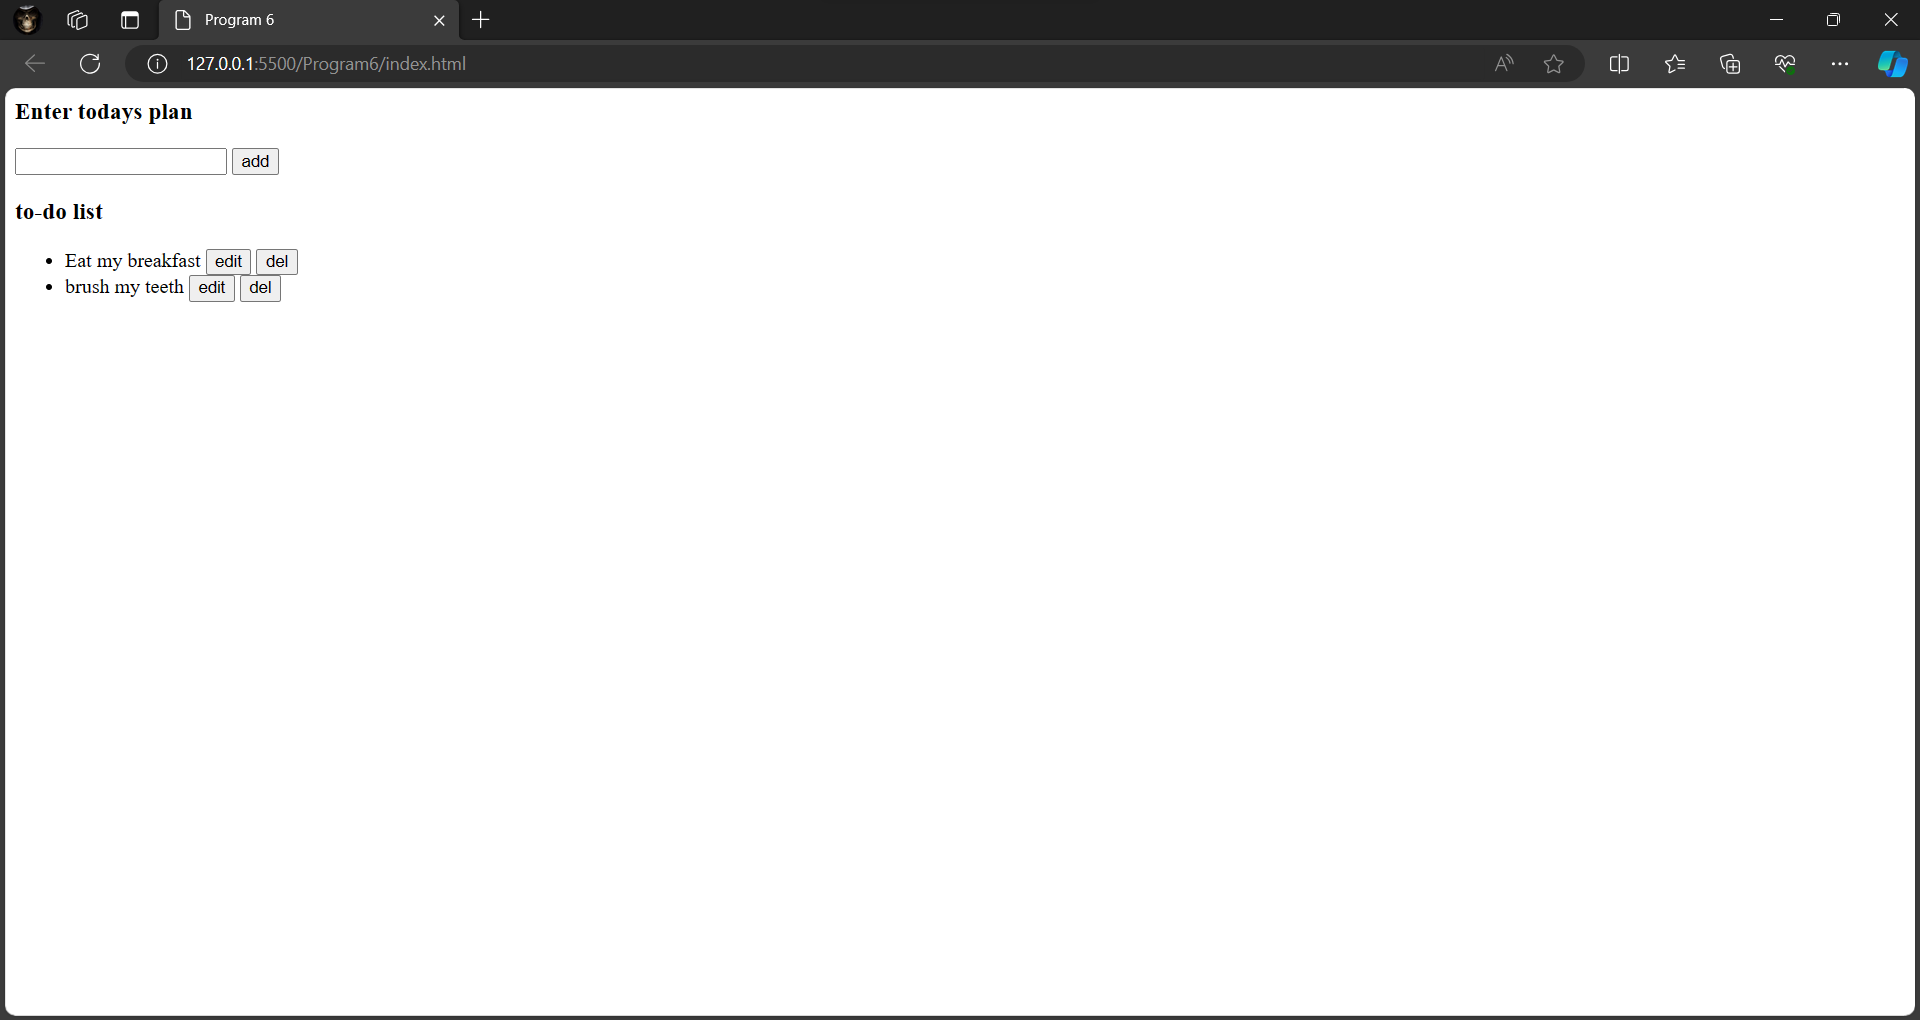 Program 6
127.0.0.1:5500/Program6/index.html
Enter todays plan
add
to-do list
• Eat my breakfast edit del
• brush my teeth edit del